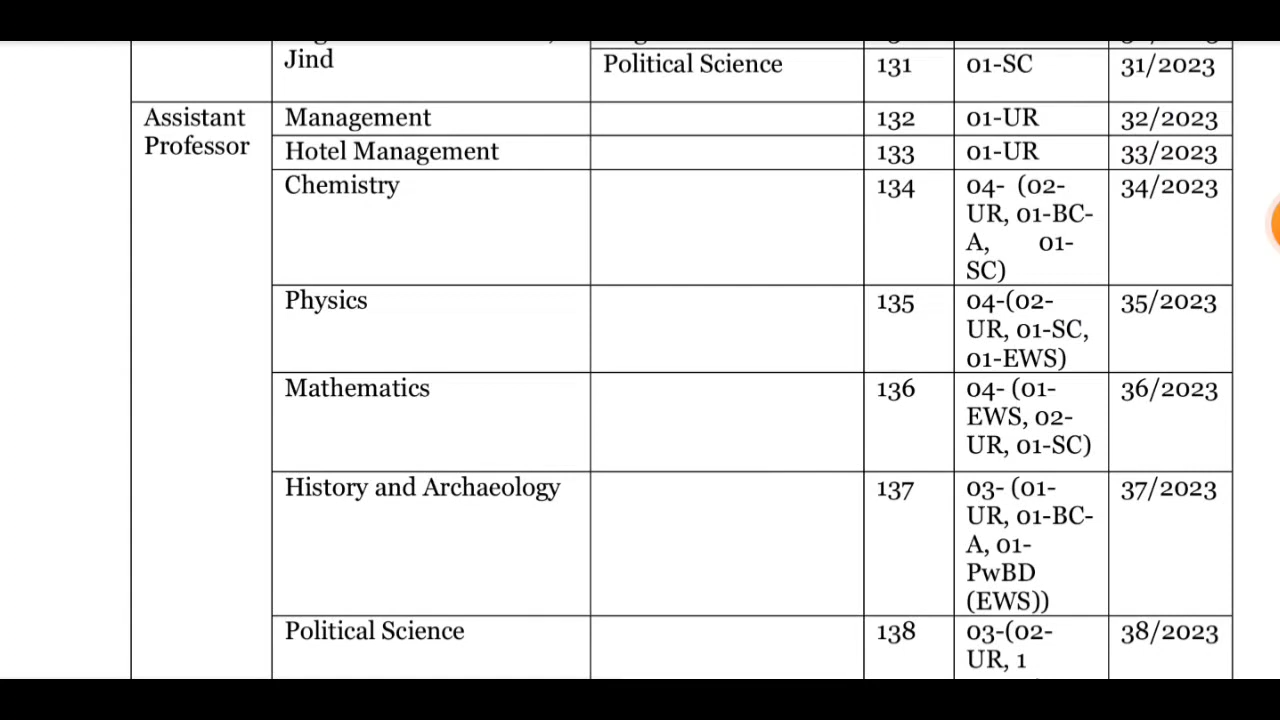 Jind
Political Science 131 01-SC 31/2023
Assistant Professor
Management 132 01-UR 32/2023
Hotel Management 133 01-UR 33/2023
Chemistry 134 04- (02-
UR, 01-BC-
A, 01-
SC)
34/2023
Physics 135 04-(02-
UR, 01-SC,
01-EWS)
35/2023
Mathematics 136 04- (01-
EWS, 02-
UR, 01-SC)
36/2023
History and Archaeology 137 03- (01-
UR, 01-BC-
A, 01-
PwBD
(EWS))
37/2023
Political Science 138 03-(02-
UR, 1
38/2023